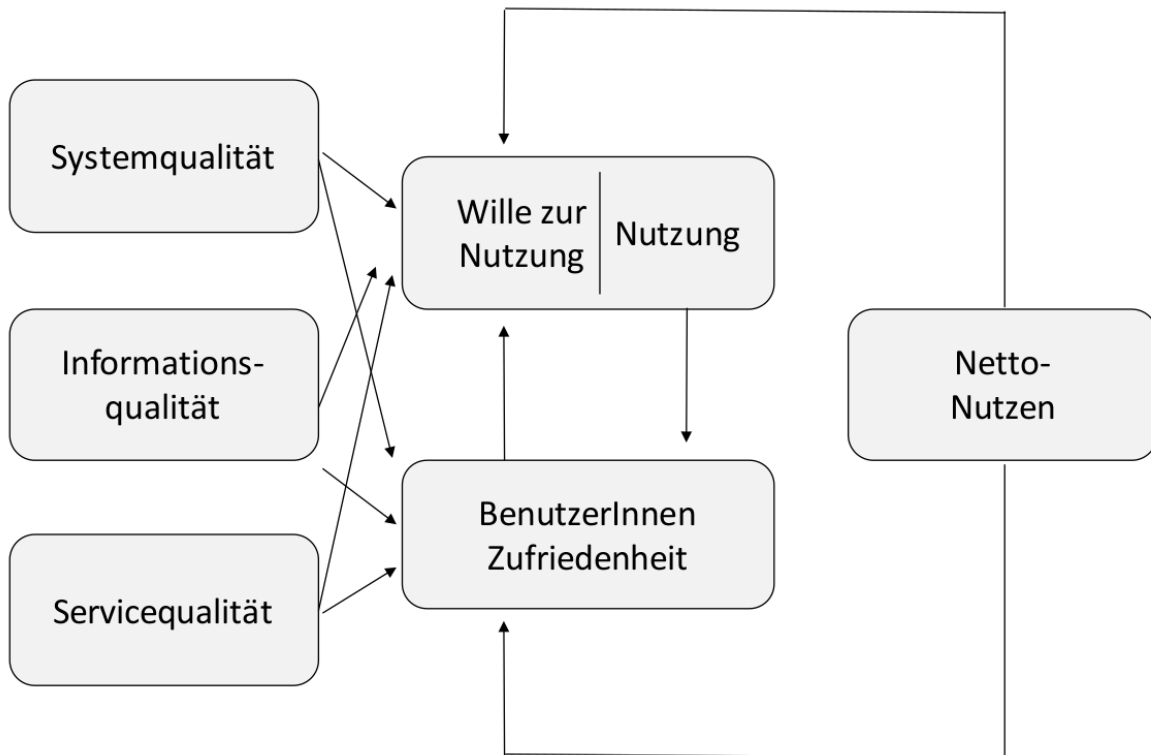 Systemqualität
Wille zur
Nutzung
Nutzung
Informations-
qualität
Netto-
Nutzen
BenutzerInnen
Zufriedenheit
Servicequalität